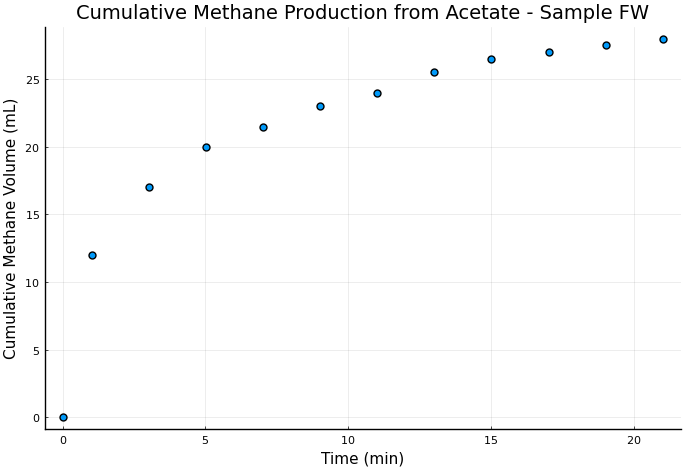 Cumulative Methane Production from Acetate - Sample FW
Cumulative Methane Volume (mL)
25
20
15
10
5
0
0 5 10 15 20
Time (min)